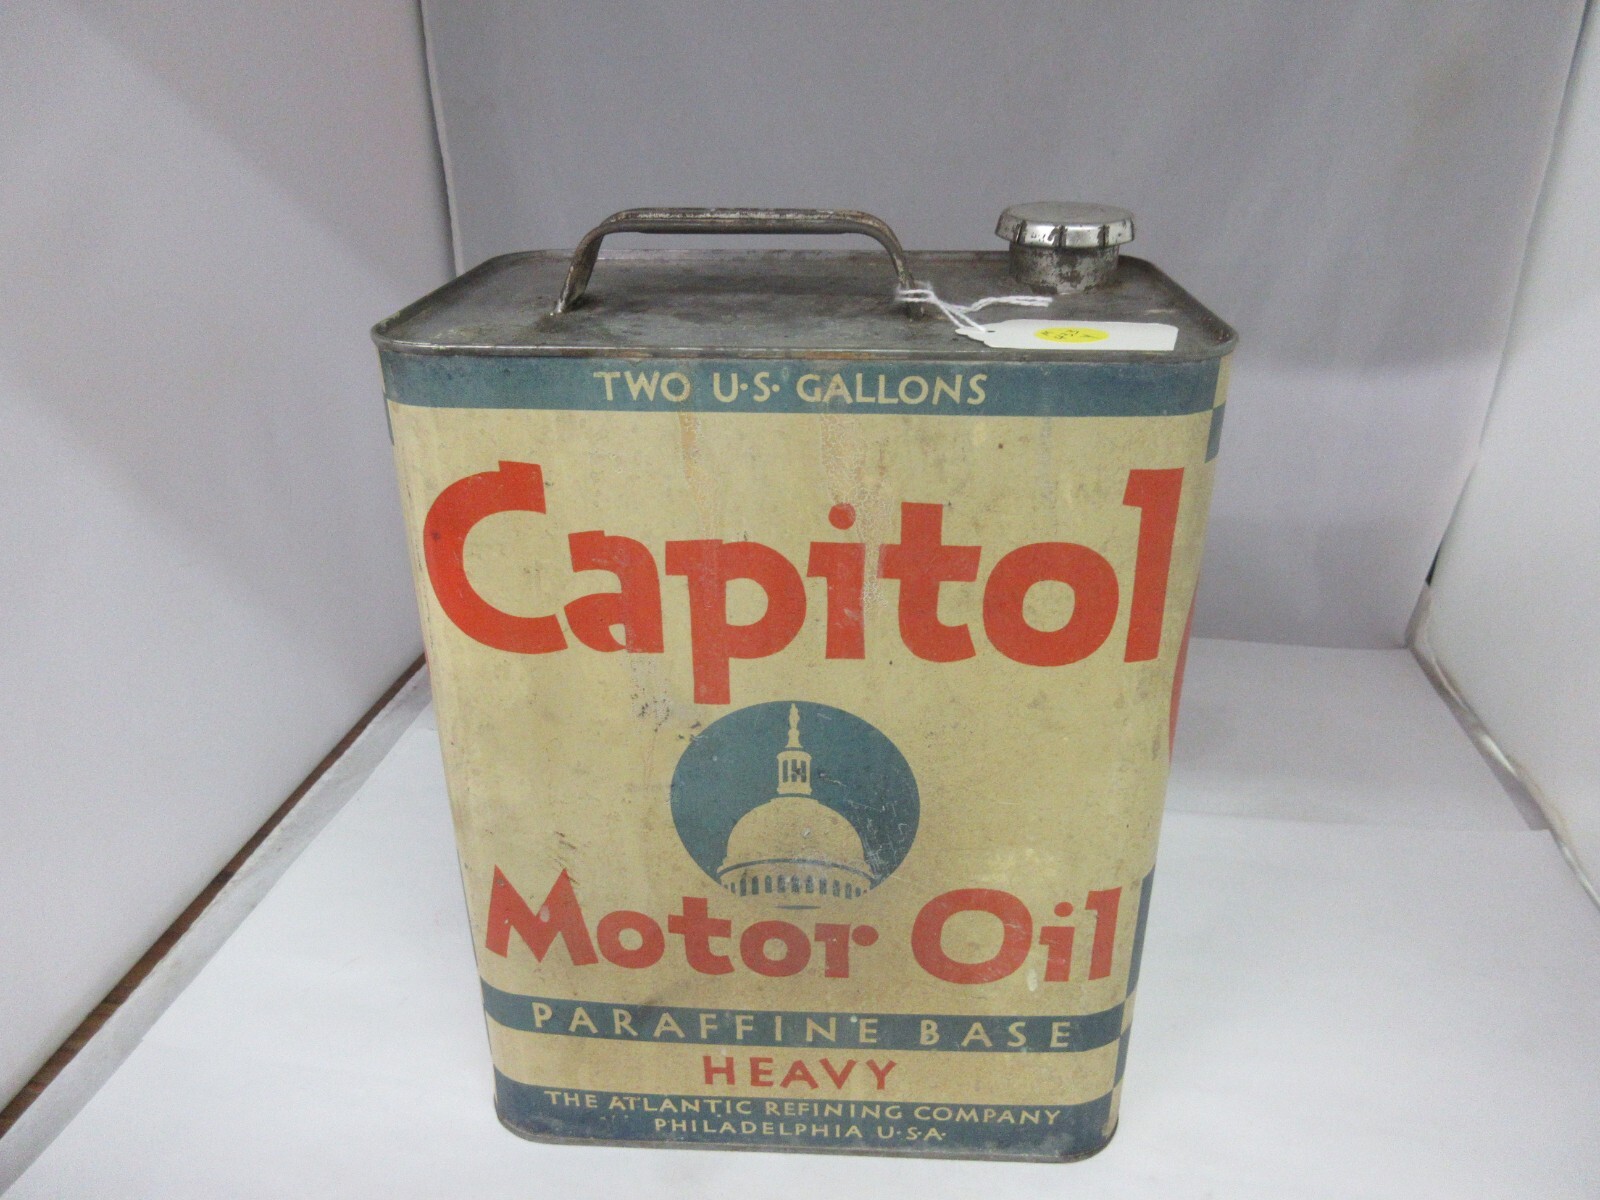 TWO U·S· GALLONS
Capitol
Motor Oil
PARAFFINE BASE
HEAVY
THE ATLANTIC REFINING COMPANY
PHILADELPHIA U·S·A·